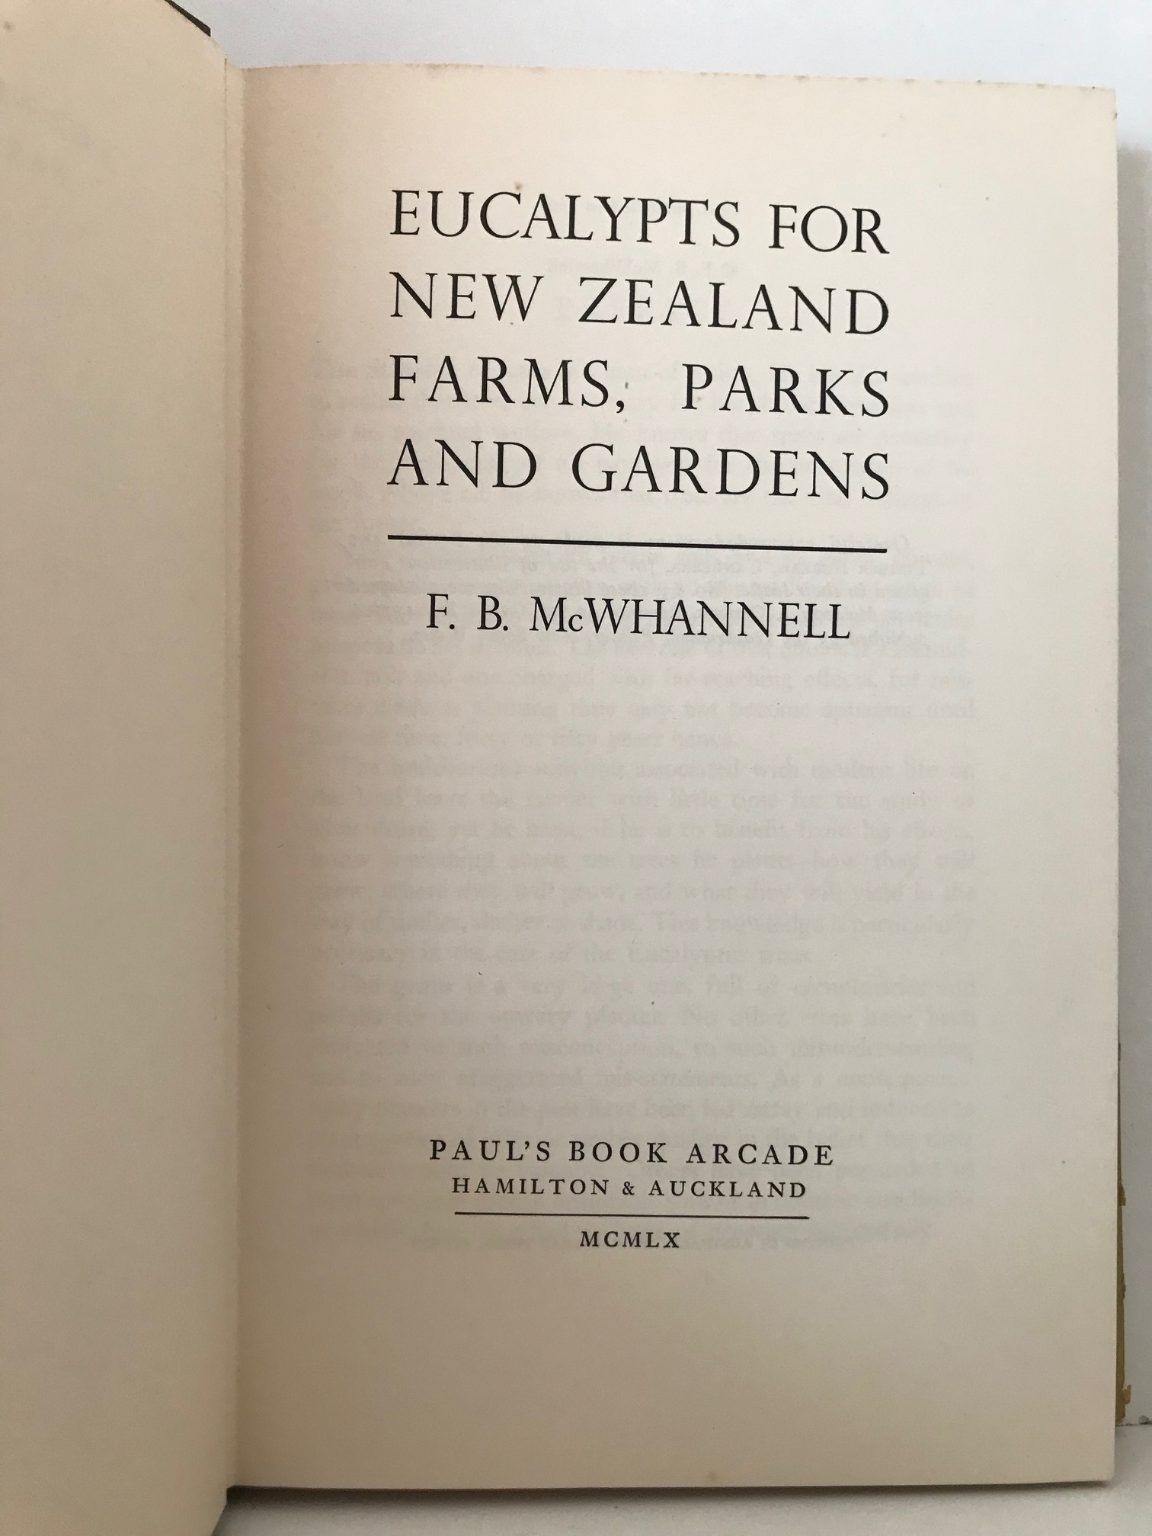 EUCALYPTS FOR
NEW ZEALAND
FARMS, PARKS
AND GARDENS
F. B. McWHANNELL
PAUL'S BOOK ARCADE
HAMILTON & AUCKLAND
MCMLX